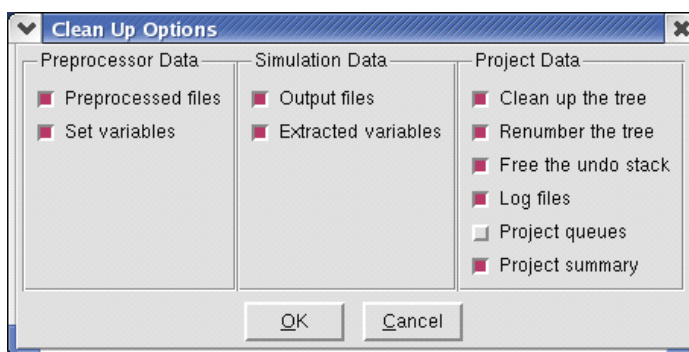 Clean Up Options
Preprocessor Data
Preprocessed files
Set variables
Simulation Data
Output files
Extracted variables
Project Data
Clean up the tree
Renumber the tree
Free the undo stack
Log files
Project queues
Project summary
OK
Cancel